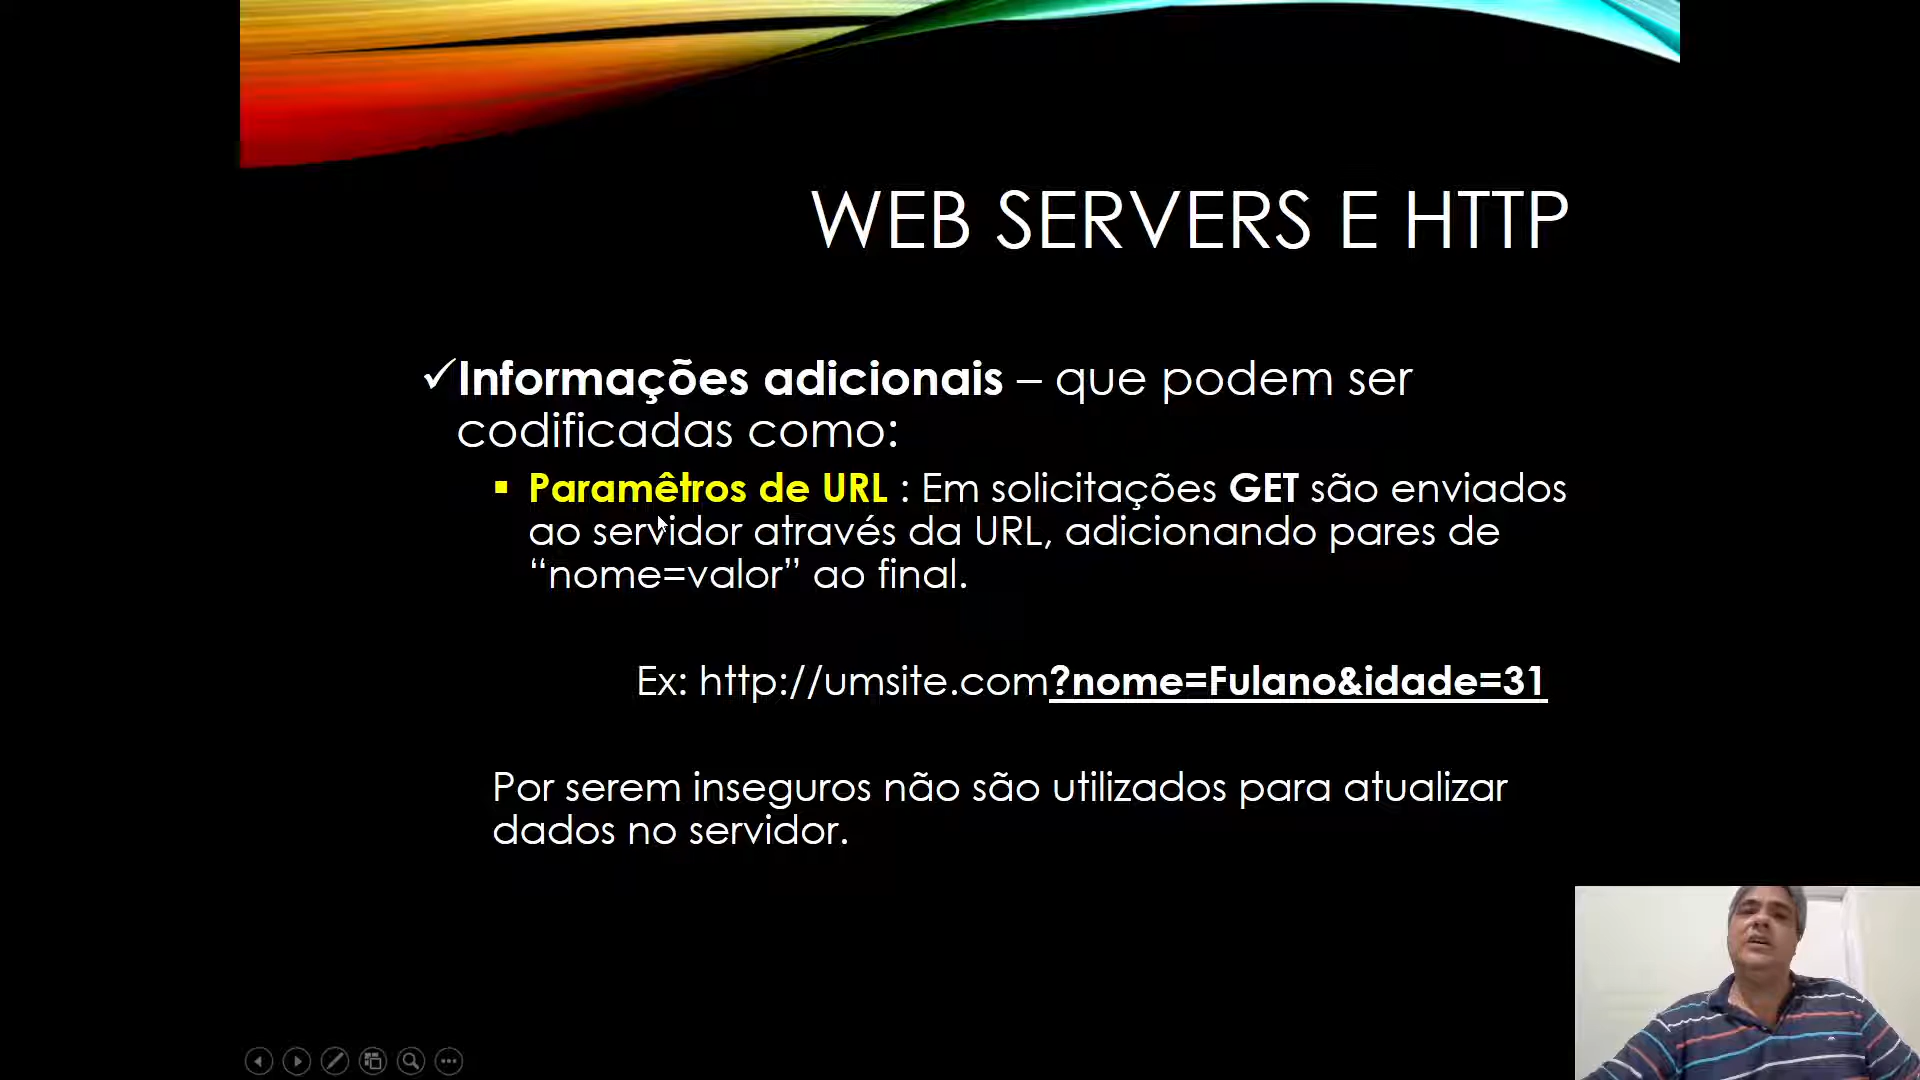 WEB SERVERS E HTTP
✓Informações adicionais – que podem ser
codificadas como:
▪ Paramêtros de URL : Em solicitações GET são enviados
ao servidor através da URL, adicionando pares de
“nome=valor” ao final.
Ex: http://umsite.com?nome=Fulano&idade=31
Por serem inseguros não são utilizados para atualizar
dados no servidor.